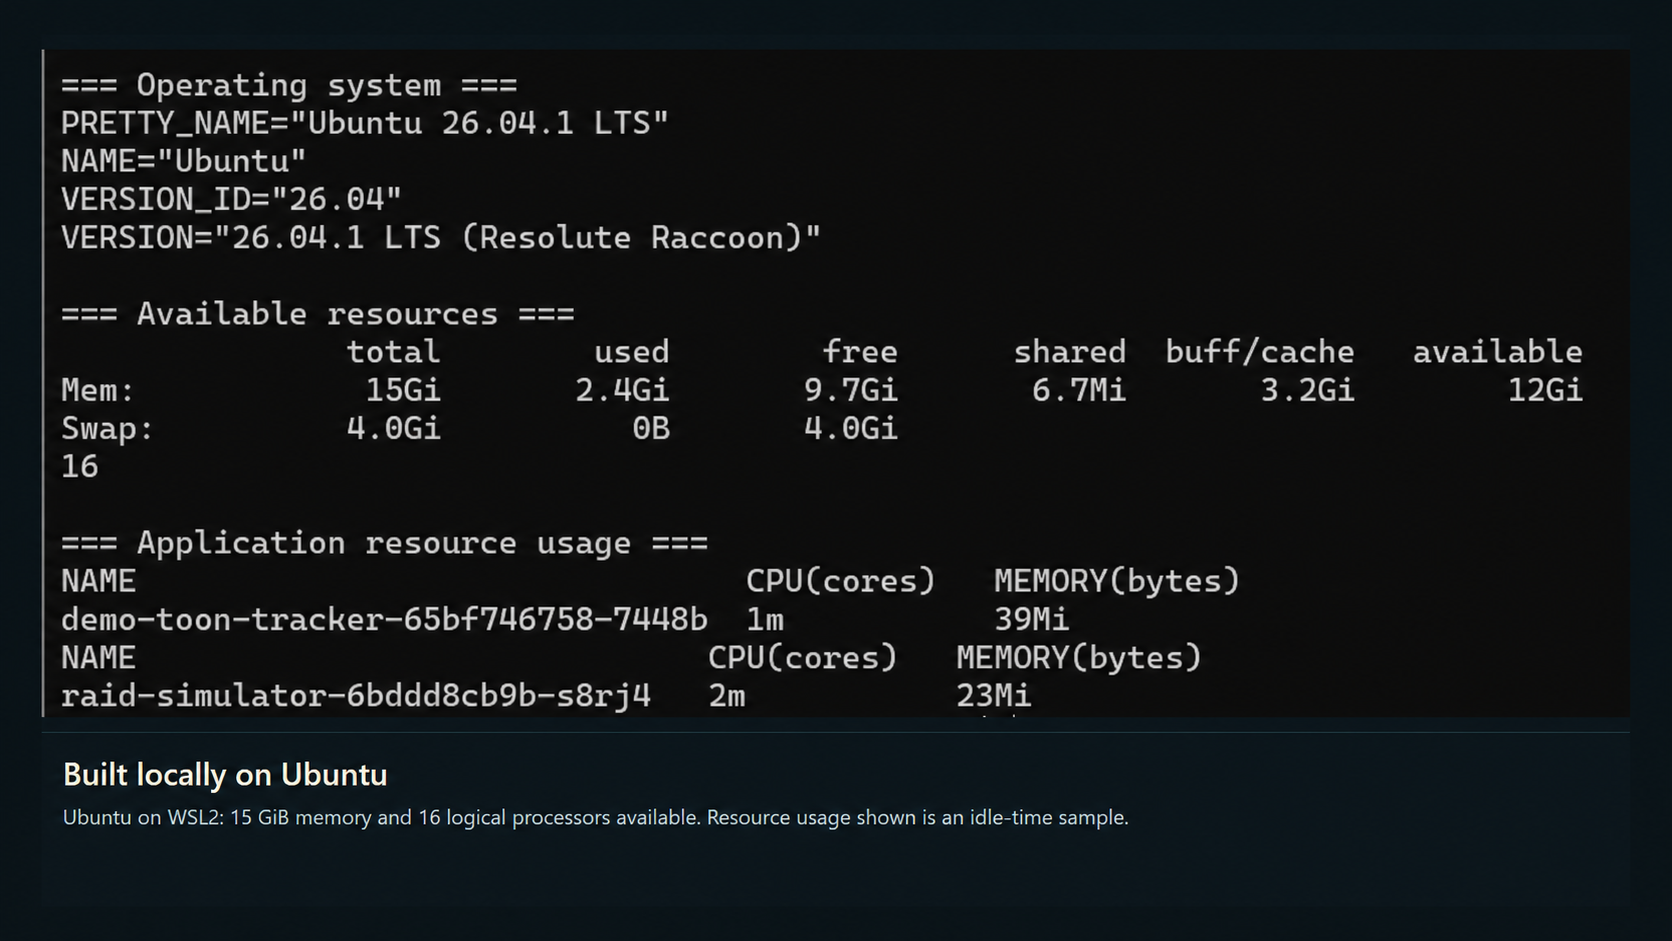 === Operating system ===
PRETTY_NAME="Ubuntu 26.04.1 LTS"
NAME="Ubuntu"
VERSION_ID="26.04"
VERSION="26.04.1 LTS (Resolute Raccoon)"
=== Available resources ===
total used free shared buff/cache available
Mem: 15Gi 2.4Gi 9.7Gi 6.7Mi 3.2Gi 12Gi
Swap: 4.0Gi 0B 4.0Gi
16
=== Application resource usage ===
NAME CPU(cores) MEMORY(bytes)
demo-toon-tracker-65bf746758-7448b 1m 39Mi
NAME CPU(cores) MEMORY(bytes)
raid-simulator-6bddd8cb9b-s8rj4 2m 23Mi
Built locally on Ubuntu
Ubuntu on WSL2: 15 GiB memory and 16 logical processors available. Resource usage shown is an idle-time sample.